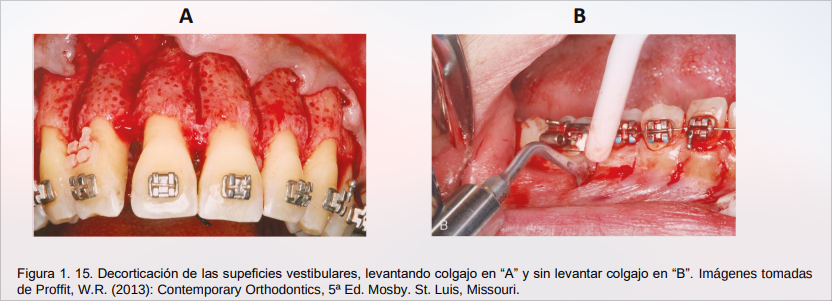 A
B
B
Figura 1. 15. Decorticación de las supeficies vestibulares, levantando colgajo en “A” y sin levantar colgajo en “B”. Imágenes tomadas
de Proffit, W.R. (2013): Contemporary Orthodontics, 5ª Ed. Mosby. St. Luis, Missouri.